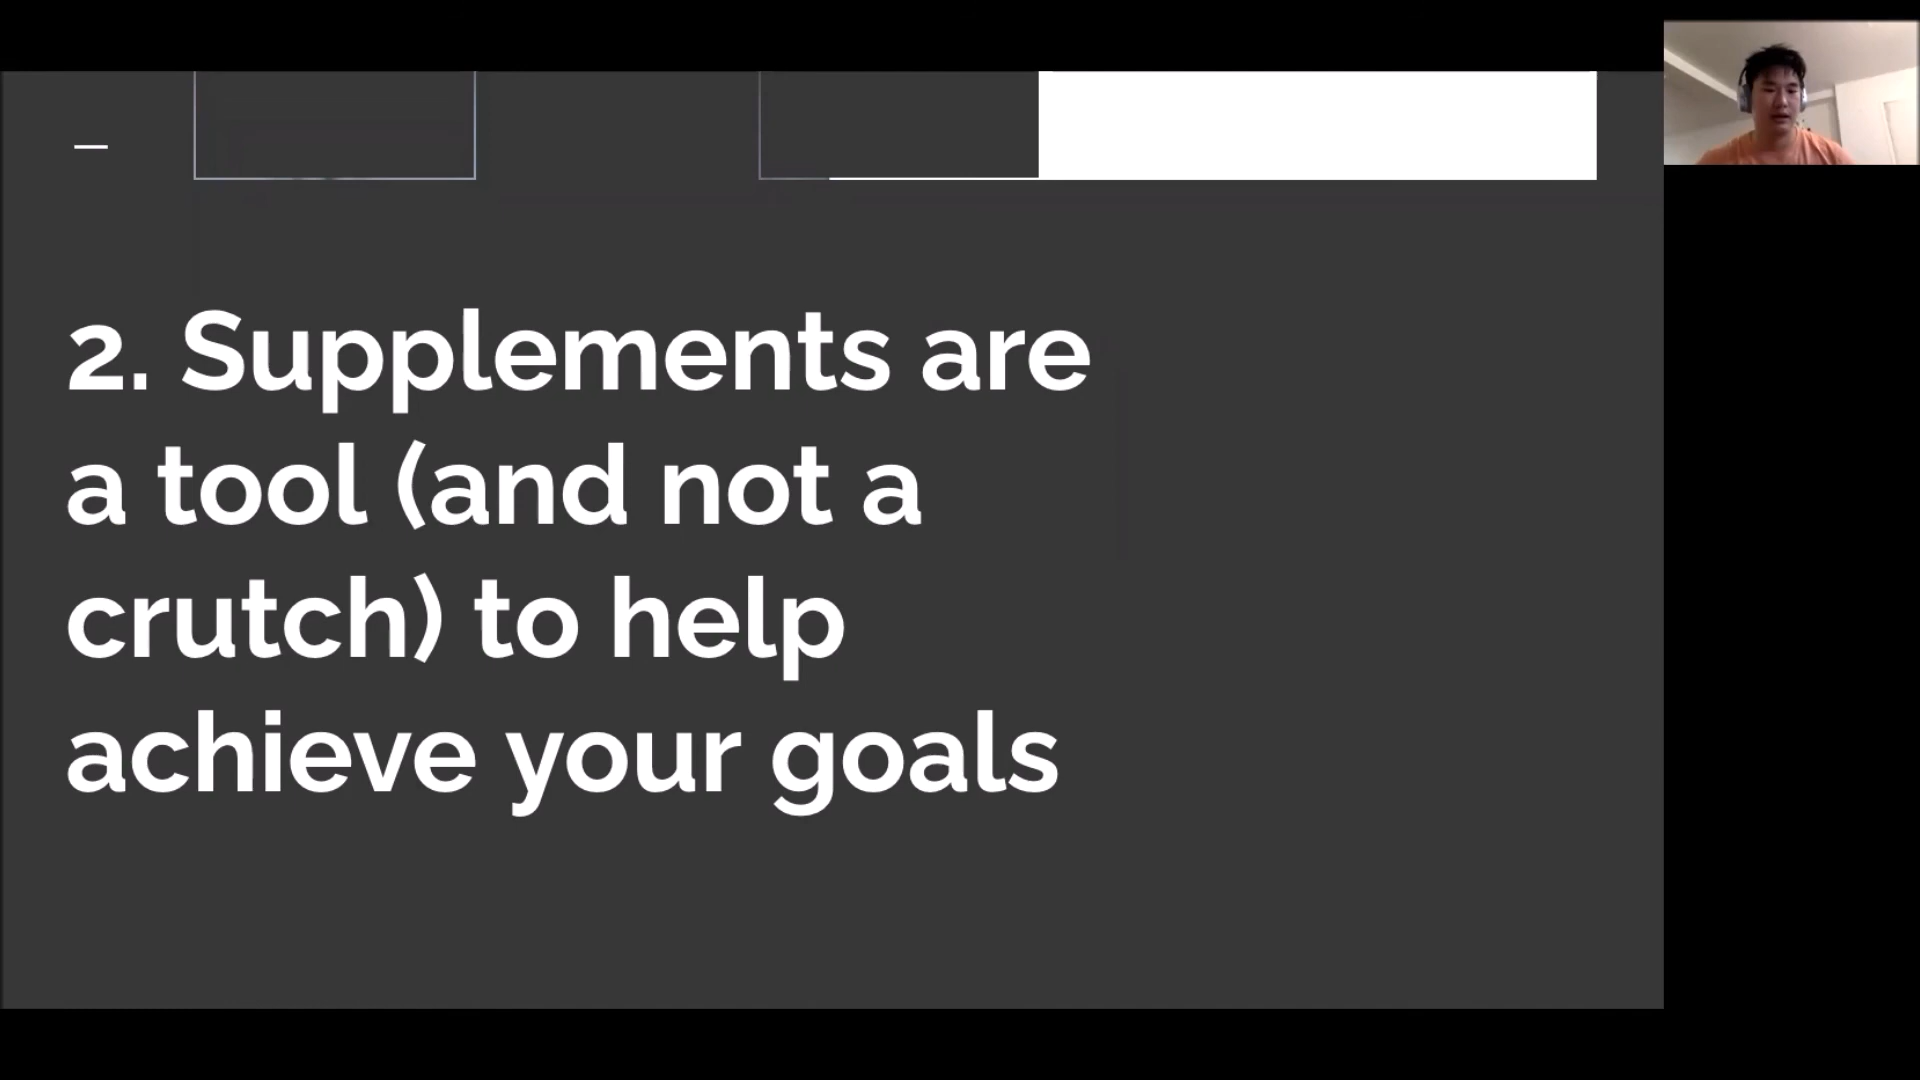 2. Supplements are
a tool (and not a
crutch) to help
achieve your goals